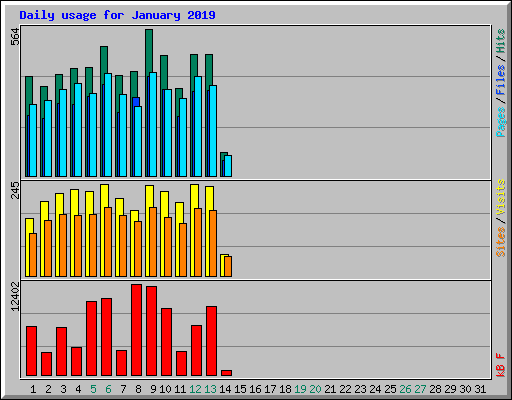 Daily usage for January 2019
564
Pages / Files / Hits
245
Sites / Visits
12402
kB F
1 2 3 4 5 6 7 8 9 10 11 12 13 14 15 16 17 18 19 20 21 22 23 24 25 26 27 28 29 30 31